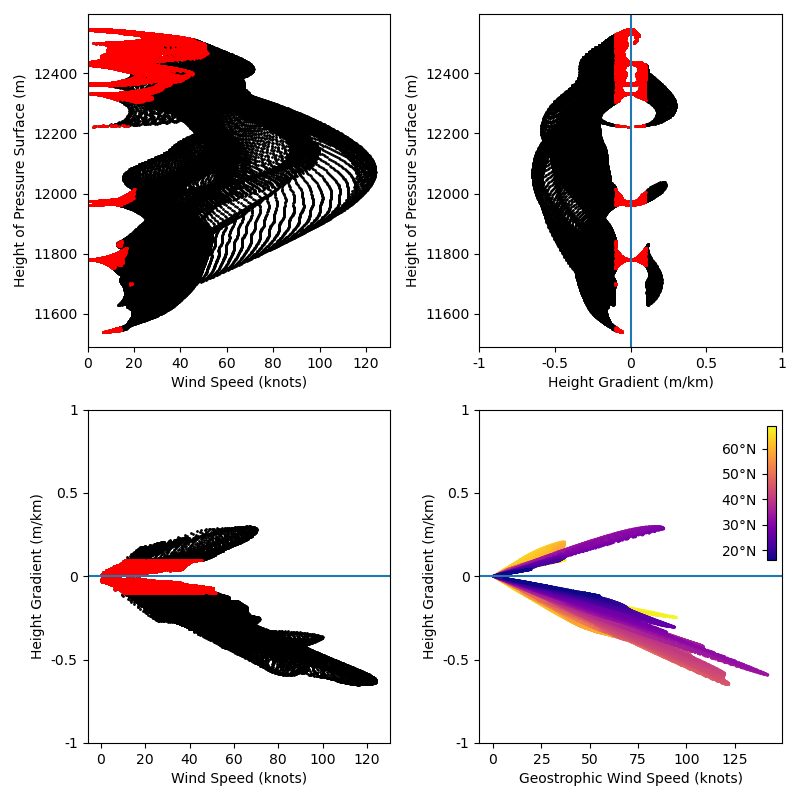 Height of Pressure Surface (m)
12400
12200
12000
11800
11600
0 20 40 60 80 100 120
Wind Speed (knots)
Height of Pressure Surface (m)
12400
12200
12000
11800
11600
-1 -0.5 0 0.5 1
Height Gradient (m/km)
Height Gradient (m/km)
1
0.5
0
-0.5
-1
0 20 40 60 80 100 120
Wind Speed (knots)
Height Gradient (m/km)
1
0.5
0
-0.5
-1
0 25 50 75 100 125
Geostrophic Wind Speed (knots)
60°N
50°N
40°N
30°N
20°N